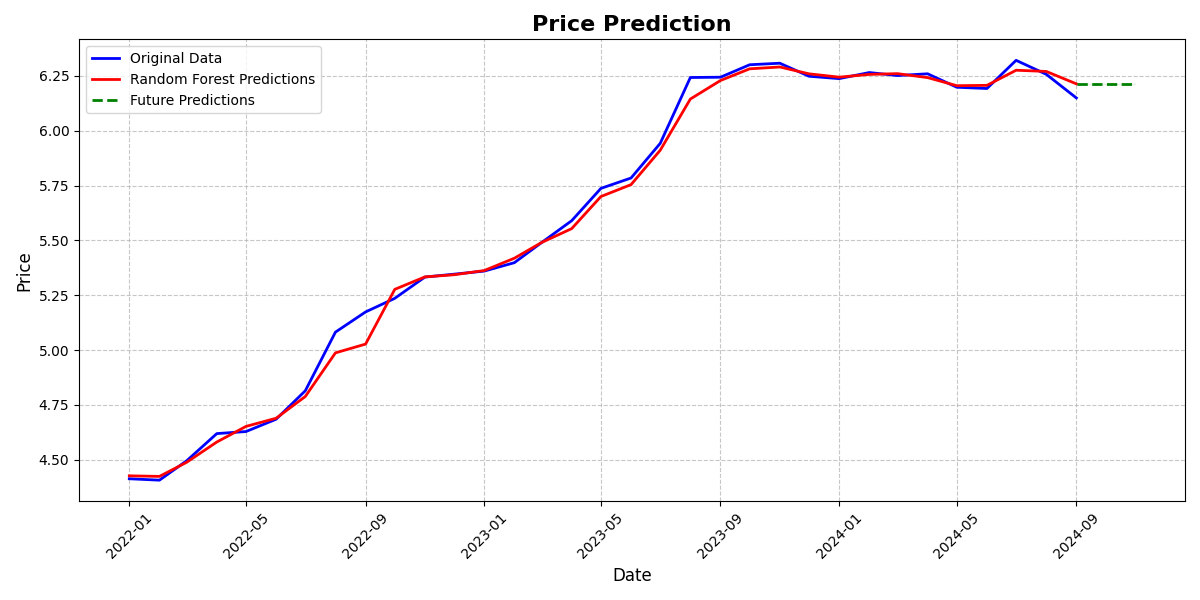 Price Prediction
Original Data
Random Forest Predictions
Future Predictions
Price
6.25
6.00
5.75
5.50
5.25
5.00
4.75
4.50
2022-01
2022-05
2022-09
2023-01
2023-05
2023-09
2024-01
2024-05
2024-09
Date